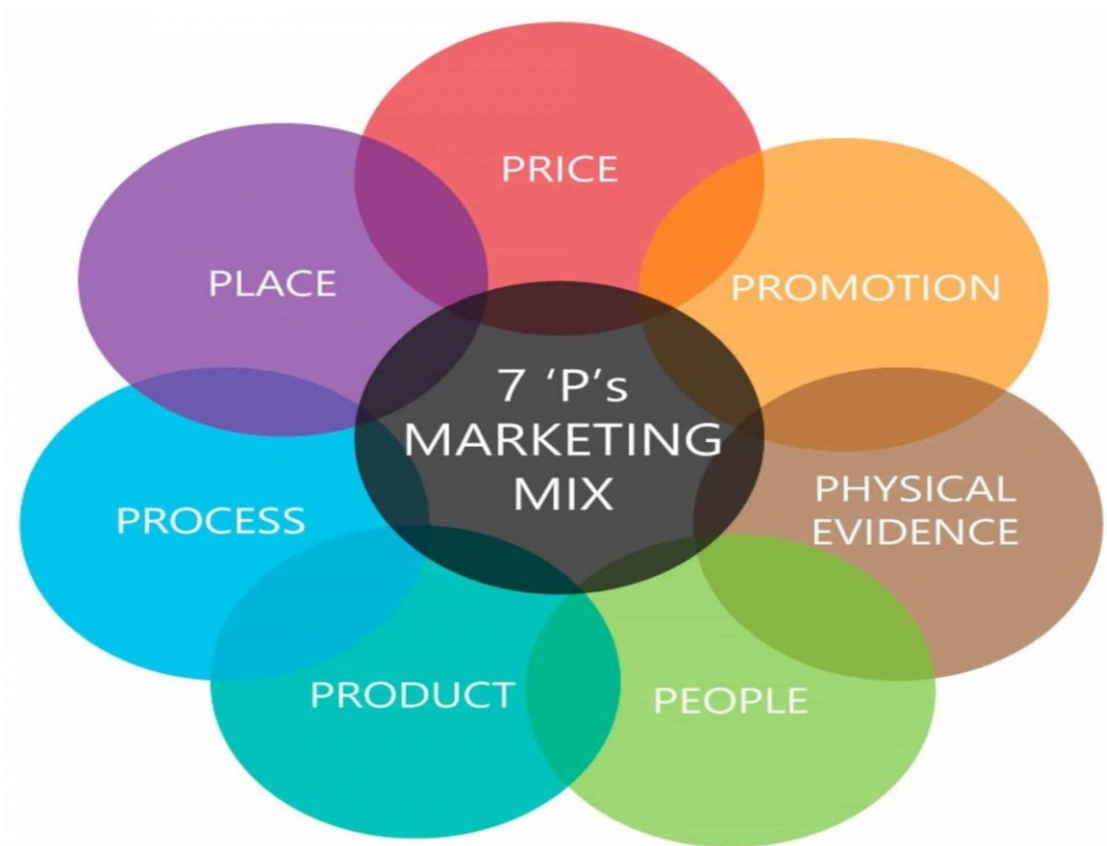 PRICE
PLACE
PROMOTION
7 ‘P’s
MARKETING
MIX
PHYSICAL
EVIDENCE
PROCESS
PRODUCT
PEOPLE